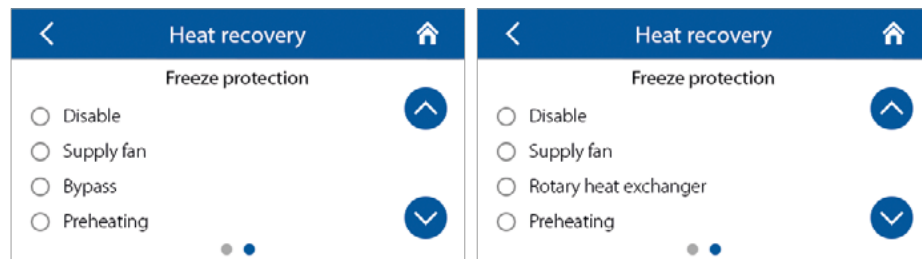 Heat recovery
Freeze protection
Disable
Supply fan
Bypass
Preheating
Heat recovery
Freeze protection
Disable
Supply fan
Rotary heat exchanger
Preheating